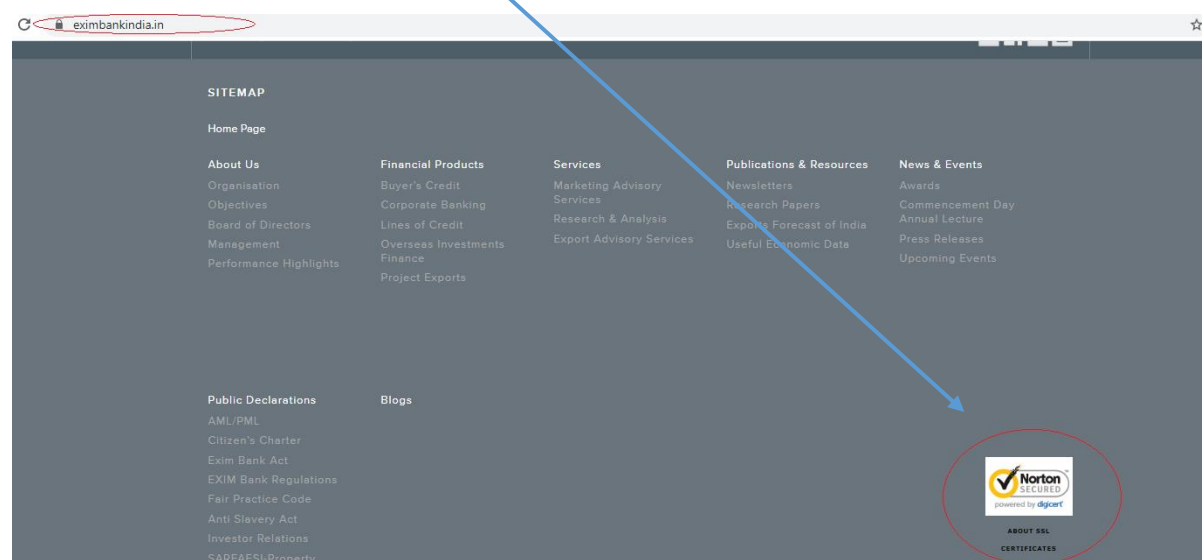 eximbankindia.in
SITEMAP
Home Page
About Us
Organisation
Objectives
Board of Directors
Management
Performance Highlights
Financial Products
Buyer's Credit
Corporate Banking
Lines of Credit
Overseas Investments
Finance
Project Exports
Services
Marketing Advisory
Services
Research & Analysis
Export Advisory Services
Publications & Resources
Newsletters
Research Papers
Exports Forecast of India
Useful Economic Data
News & Events
Awards
Commencement Day
Annual Lecture
Press Releases
Upcoming Events
Public Declarations
AML/PML
Citizen's Charter
Exim Bank Act
EXIM Bank Regulations
Fair Practice Code
Anti Slavery Act
Investor Relations
SARFAESI-Property
Blogs
Norton
SECURED
powered by digicert
ABOUT SSL
CERTIFICATES